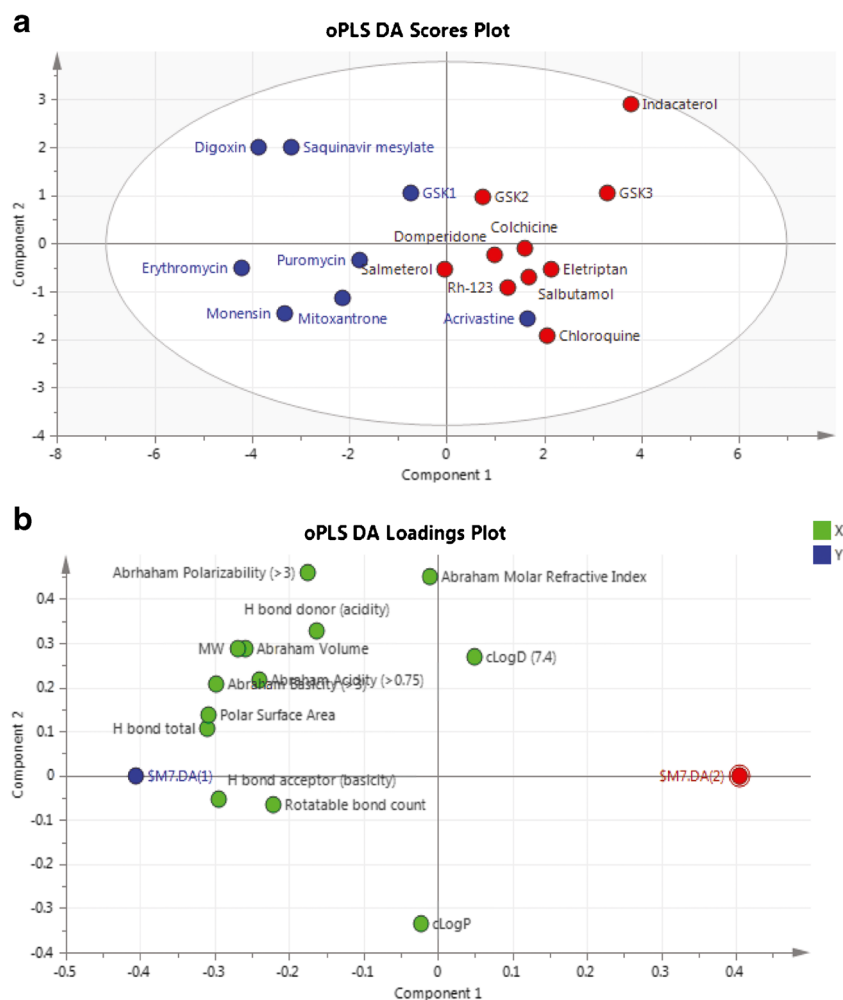 a
oPLS DA Scores Plot
Component 2
3
2
1
0
-1
-2
-3
-4
Indacaterol
Digoxin
Saquinavir mesylate
GSK1
GSK2
GSK3
Colchicine
Domperidone
Puromycin
Erythromycin
Salmeterol
Eletriptan
Rh-123
Salbutamol
Monensin
Mitoxantrone
Acrivastine
Chloroquine
-8
-6
-4
-2
0
2
4
6
Component 1
b
oPLS DA Loadings Plot
X
Y
Component 2
0.4
0.3
0.2
0.1
0
-0.1
-0.2
-0.3
-0.4
Abrhaham Polarizability (>3)
Abraham Molar Refractive Index
H bond donor (acidity)
MW
Abraham Volume
cLogD (7.4)
Abraham Acidity (>0.75)
Abraham Basicity (>3)
Polar Surface Area
H bond total
$M7.DA(1)
H bond acceptor (basicity)
$M7.DA(2)
Rotatable bond count
cLogP
-0.5
-0.4
-0.3
-0.2
-0.1
0
0.1
0.2
0.3
0.4
Component 1